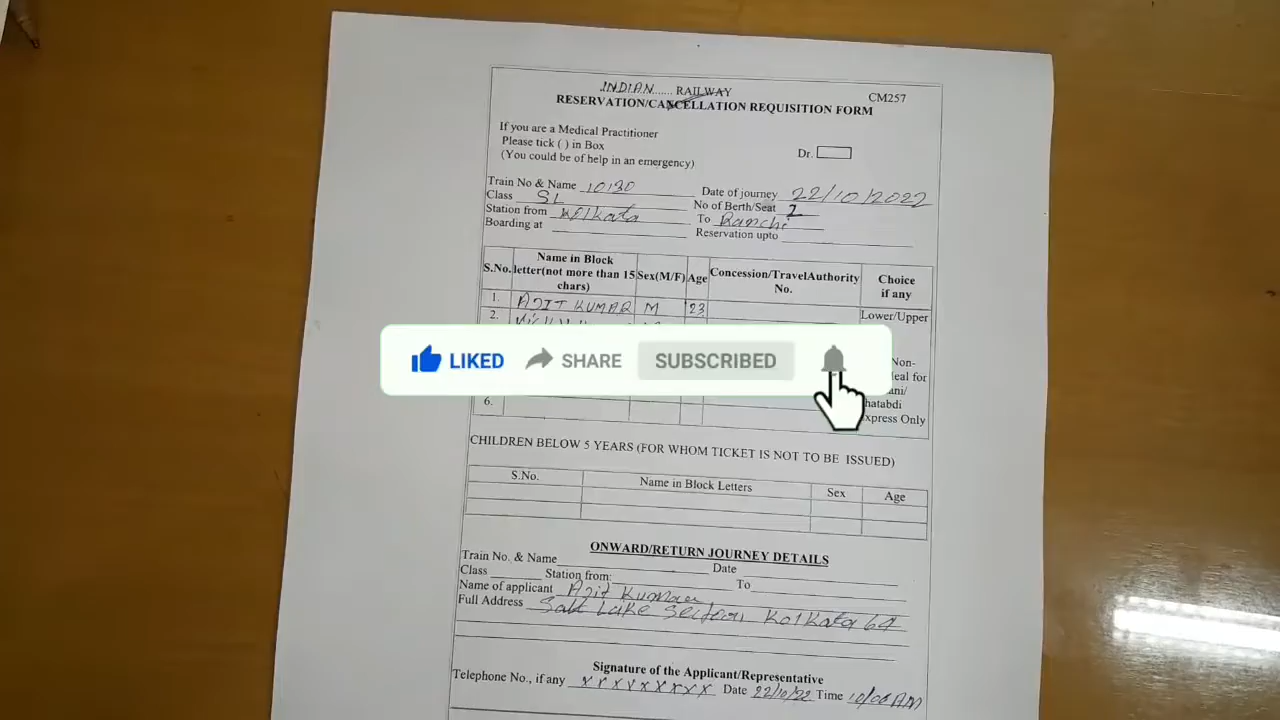 INDIAN...... RAILWAY
RESERVATION/CANCELLATION REQUISITION FORM
CM257
If you are a Medical Practitioner
Please tick ( ) in Box
(You could be of help in an emergency)
Dr.
Train No & Name 10130
Date of journey 22/10/2022
Class SL
No of Berth/Seat 2
Station from Kolkata
To Ranchi
Boarding at
Reservation upto
S.No. Name in Block letter(not more than 15 chars) Sex(M/F) Age Concession/TravelAuthority No. Choice if any
1. AJIT KUMAR M 23
Lower/Upper
2.
LIKED SHARE SUBSCRIBED
Non-
hatabdi
6.
xpress Only
CHILDREN BELOW 5 YEARS (FOR WHOM TICKET IS NOT TO BE ISSUED)
S.No. Name in Block Letters Sex Age
ONWARD/RETURN JOURNEY DETAILS
Train No. & Name Date
Class Station from: To
Name of applicant Ajit Kumar
Full Address Salt Lake Section Kolkata 64
Signature of the Applicant/Representative
Telephone No., if any xxxxxxxxxx Date 22/10/22 Time 10/00 AM